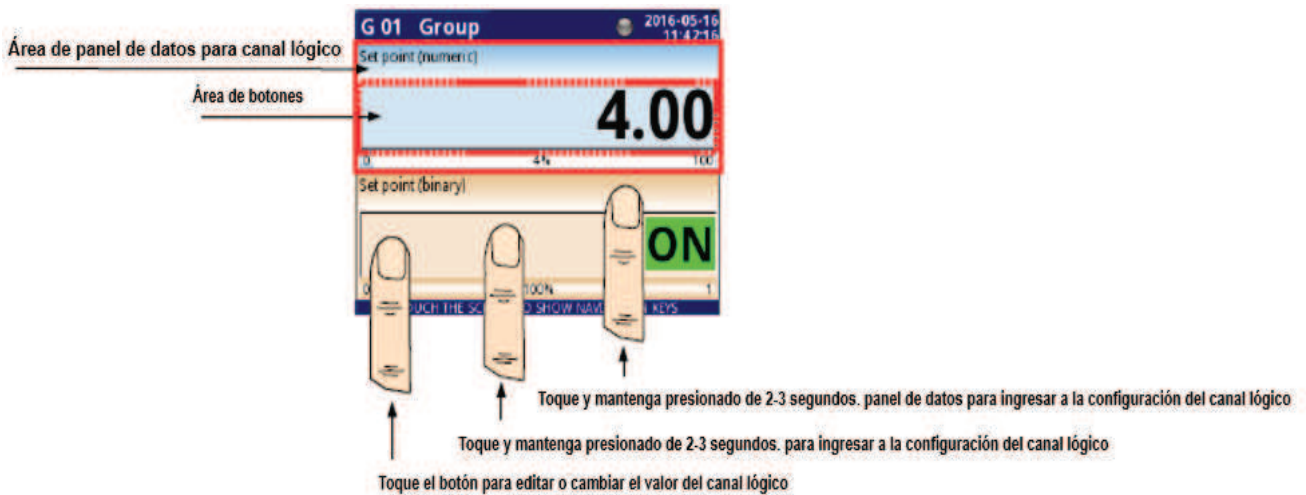 G 01 Group
2016-05-16
11:42:16
Área de panel de datos para canal lógico
Set point (numeric)
Área de botones
4.00
0 4% 100
Set point (binary)
ON
0 100% 1
THE SHOW KEYS
Toque y mantenga presionado de 2-3 segundos. panel de datos para ingresar a la configuración del canal lógico
Toque y mantenga presionado de 2-3 segundos. para ingresar a la configuración del canal lógico
Toque el botón para editar o cambiar el valor del canal lógico